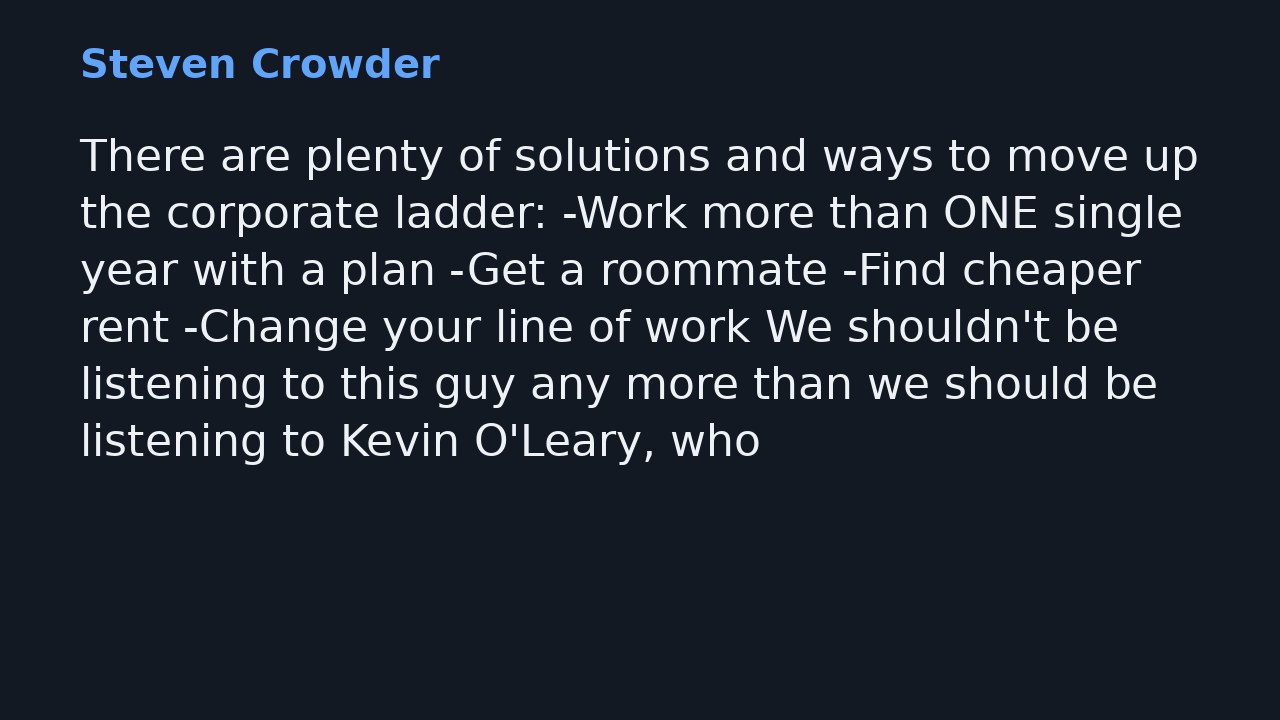 Steven Crowder
There are plenty of solutions and ways to move up
the corporate ladder: -Work more than ONE single
year with a plan -Get a roommate -Find cheaper
rent -Change your line of work We shouldn't be
listening to this guy any more than we should be
listening to Kevin O'Leary, who